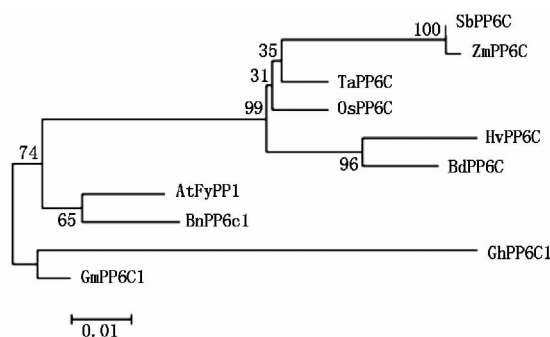 SbPP6C
100
ZmPP6C
35
TaPP6C
31
OsPP6C
99
HvPP6C
96
BdPP6C
74
AtFyPP1
65
BnPP6c1
GhPP6C1
GmPP6C1
0.01